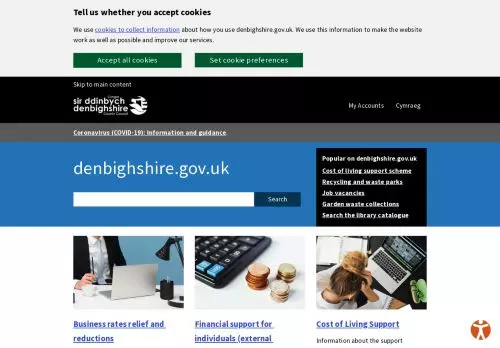 Tell us whether you accept cookies
We use cookies to collect information about how you use denbighshire.gov.uk. We use this information to make the website
work as well as possible and improve our services.
Accept all cookies
Set cookie preferences
Skip to main content
sir ddinbych
denbighshire
County Council
My Accounts
Cymraeg
Coronavirus (COVID-19): Information and guidance.
denbighshire.gov.uk
Search
Popular on denbighshire.gov.uk
Cost of living support scheme
Recycling and waste parks
Job vacancies
Garden waste collections
Search the library catalogue
Business rates relief and
reductions
Financial support for
individuals (external
Cost of Living Support
Information about the support